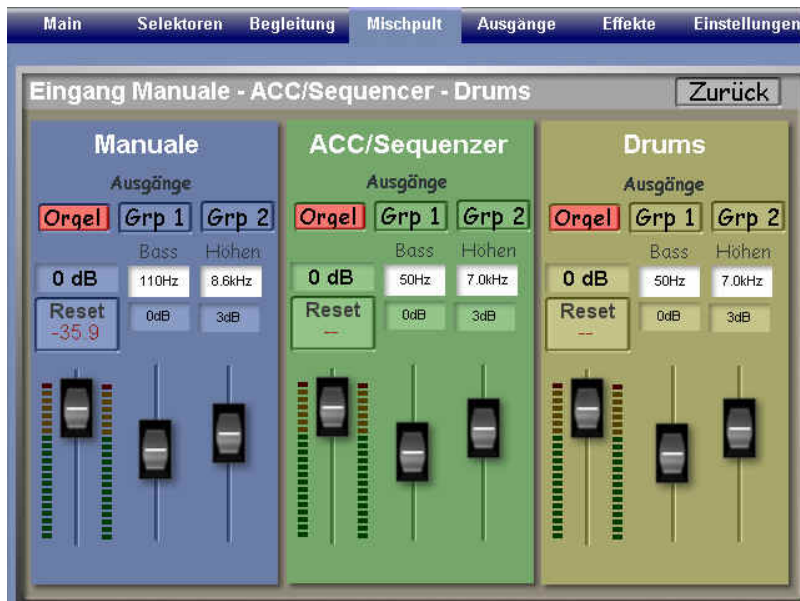 Main Selektoren Begleitung Mischpult Ausgänge Effekte Einstellungen
Eingang Manuale - ACC/Sequencer - Drums Zurück
Manuale
Ausgänge
Orgel Grp 1 Grp 2
Bass Höhen
0 dB 110Hz 8.6kHz
Reset
-35.9
0dB 3dB
ACC/Sequenzer
Ausgänge
Orgel Grp 1 Grp 2
Bass Höhen
0 dB 50Hz 7.0kHz
Reset
--
0dB 3dB
Drums
Ausgänge
Orgel Grp 1 Grp 2
Bass Höhen
0 dB 50Hz 7.0kHz
Reset
--
0dB 3dB